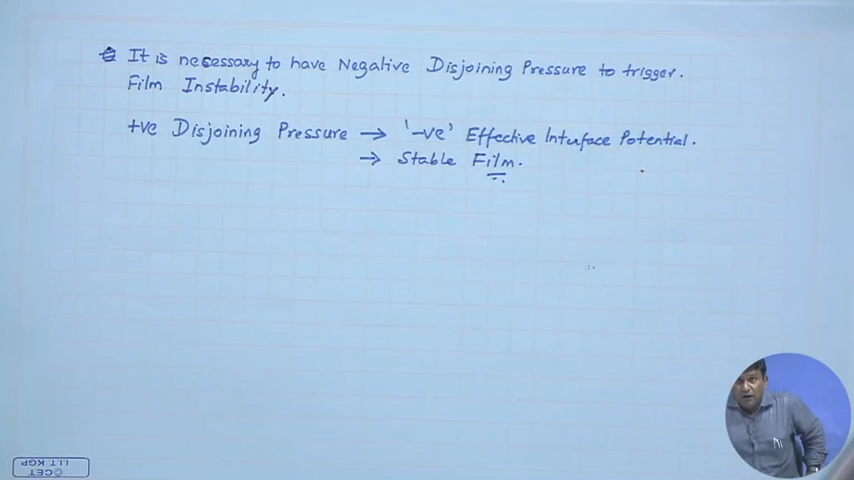 It is necessary to have Negative Disjoining Pressure to trigger.
Film Instability.
+ve Disjoining Pressure → '-ve' Effective Interface Potential.
→ Stable Film.
©CET
I.I.T. KGP